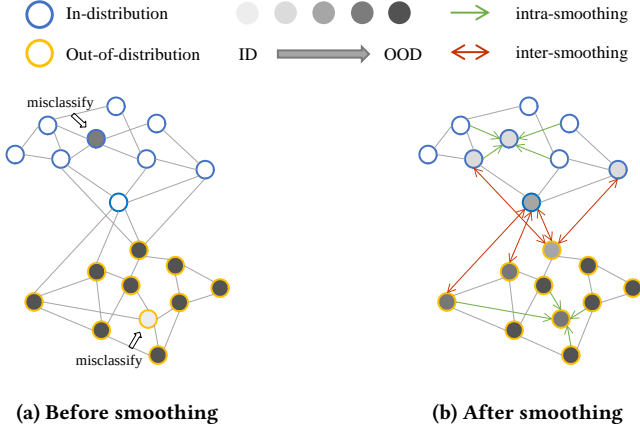 In-distribution
intra-smoothing
Out-of-distribution
ID
OOD
inter-smoothing
misclassify
misclassify
(a) Before smoothing
(b) After smoothing